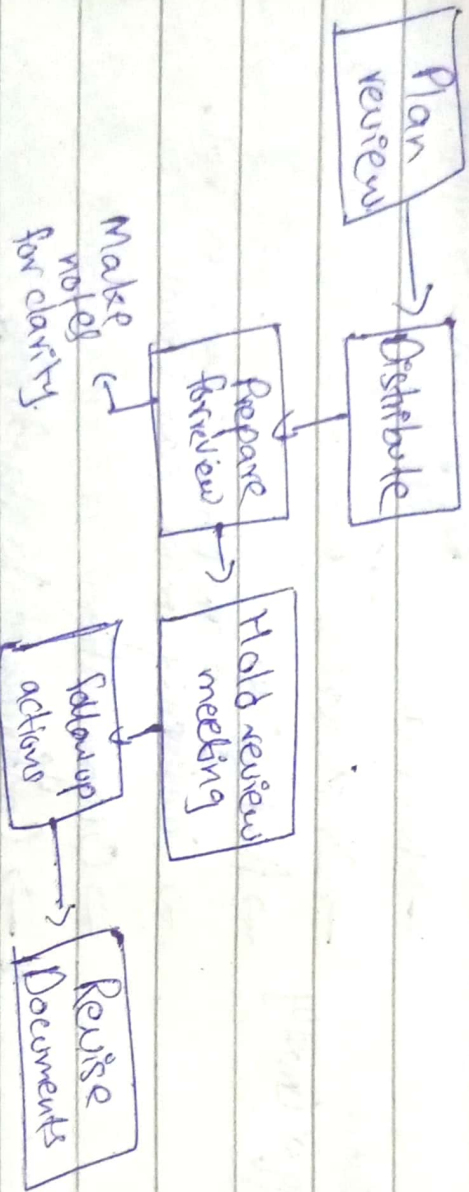 Plan
review
Distribute
Prepare
for review
Make
notes
for clarity.
Hold review
meeting
follow up
actions
Revise
Documents